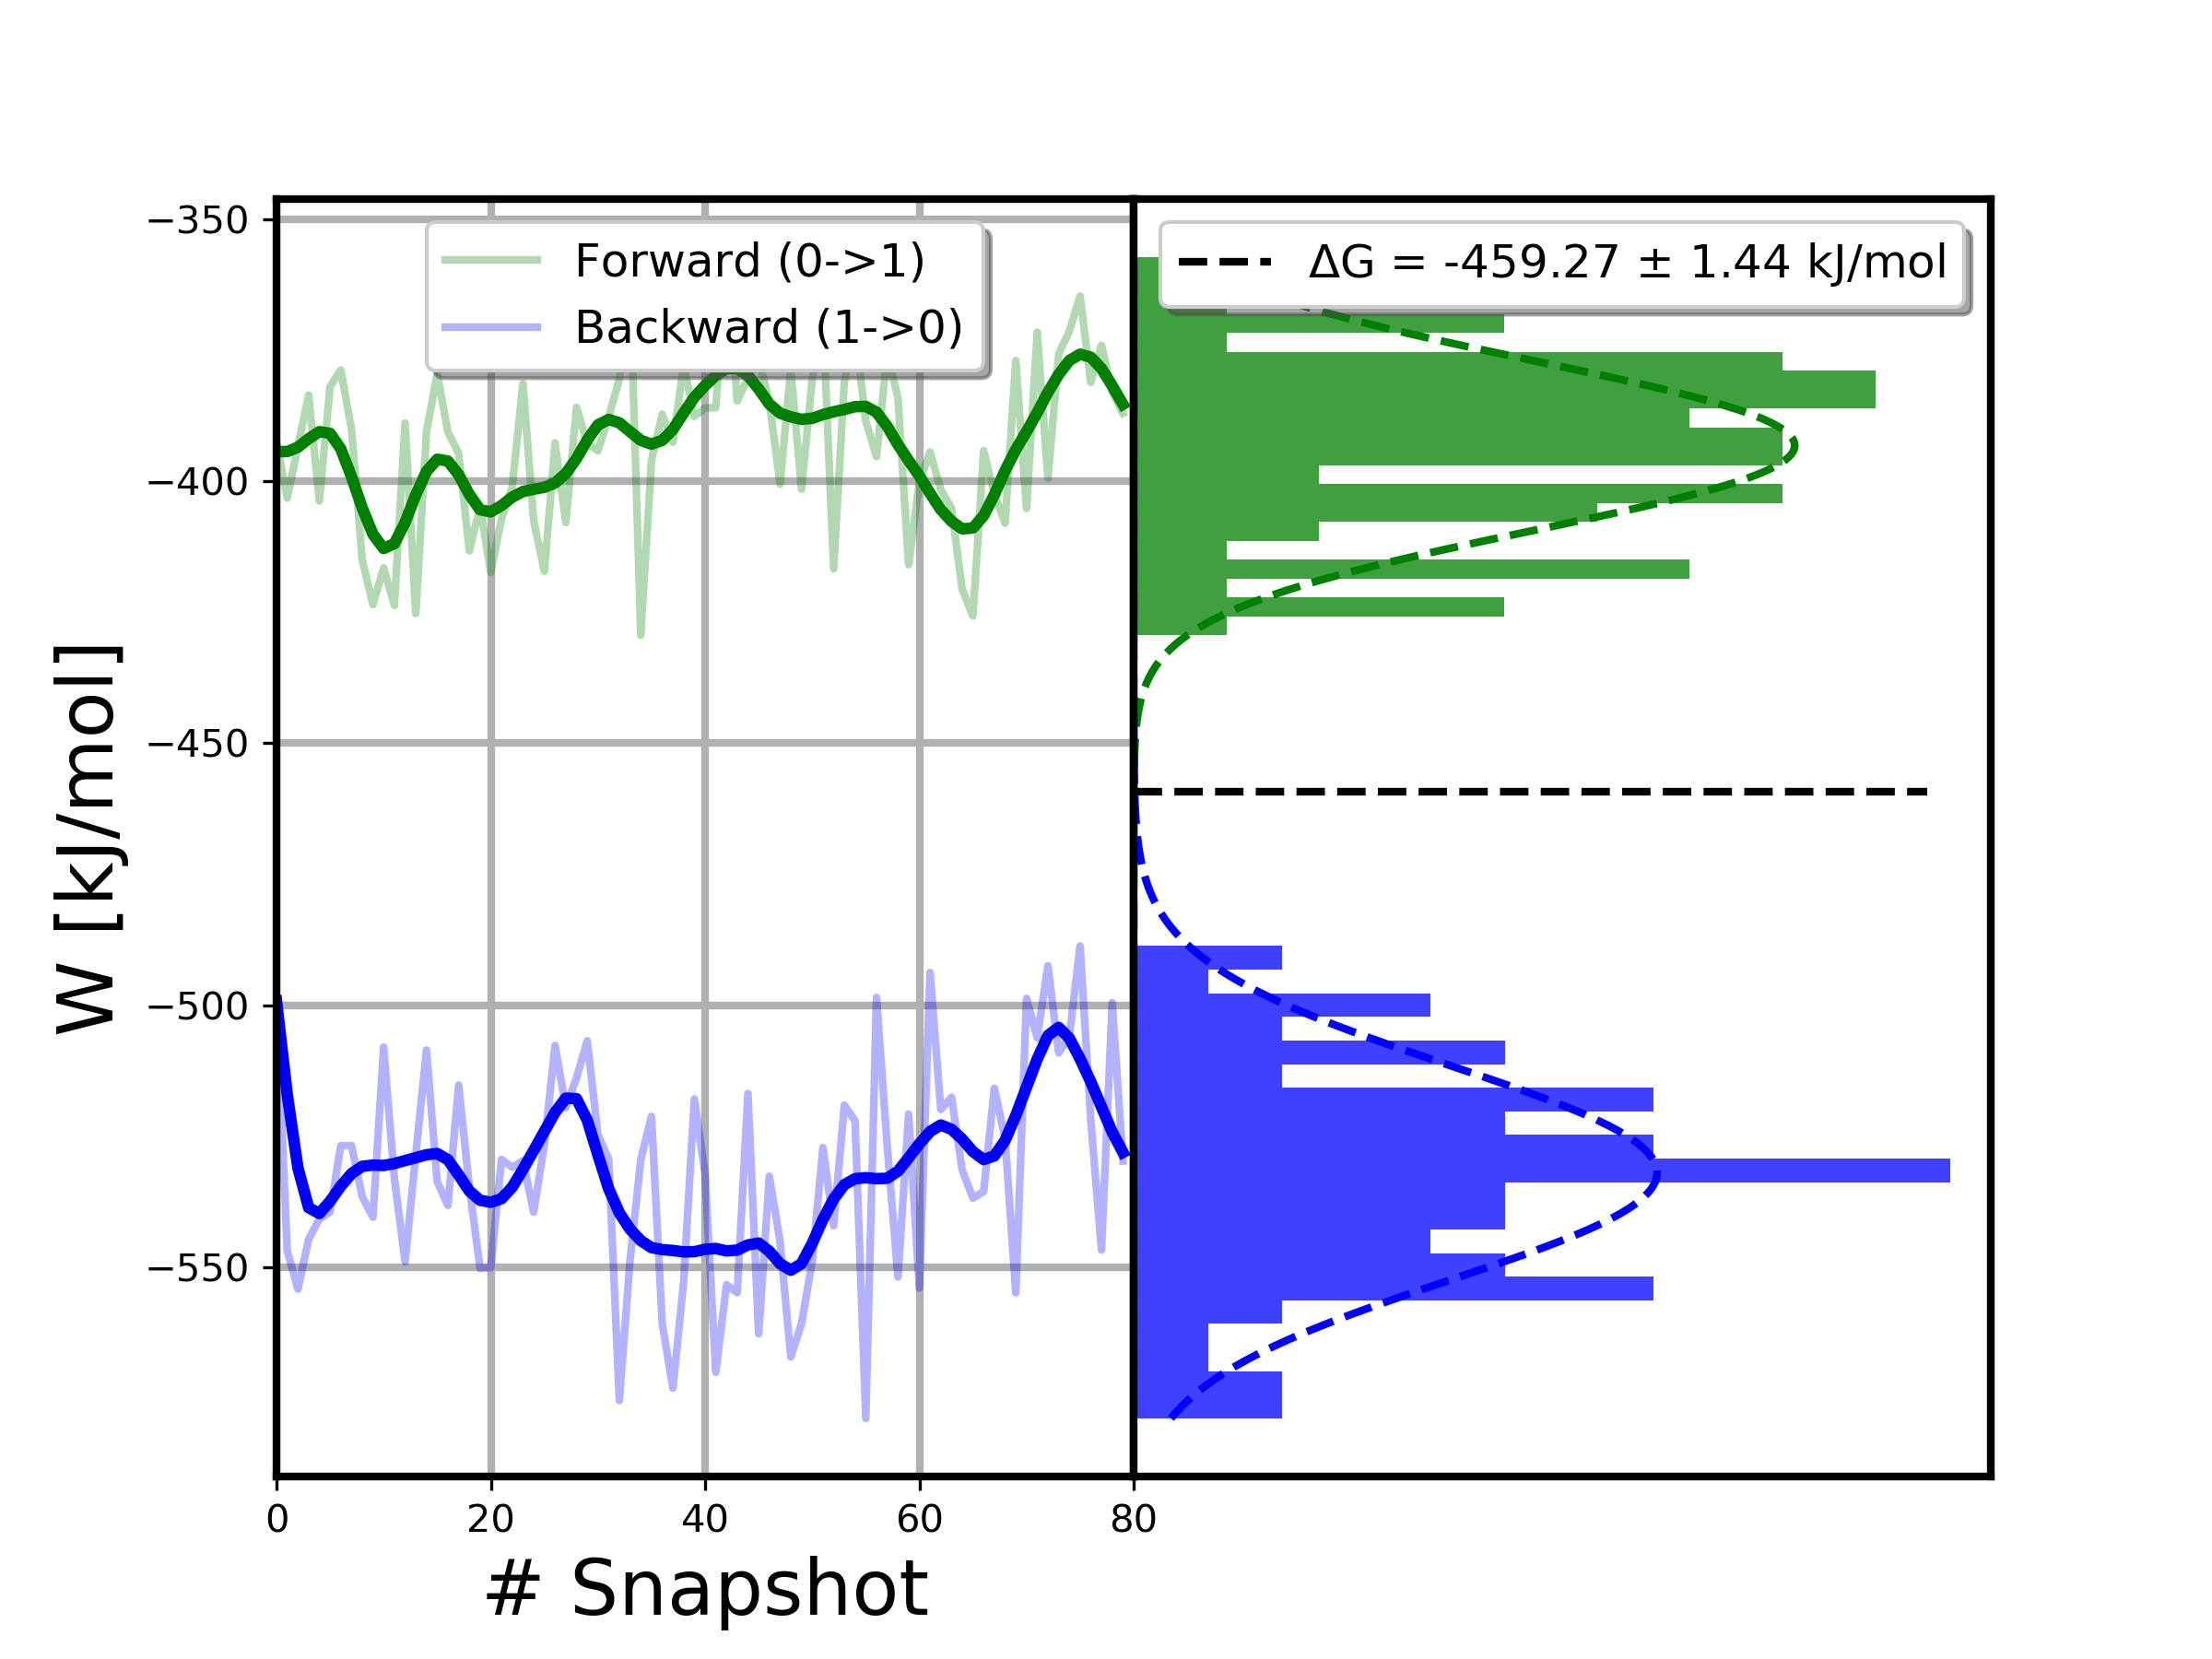 Forward (0->1)
Backward (1->0)
ΔG = -459.27 ± 1.44 kJ/mol
−350
−400
−450
−500
−550
W [kJ/mol]
0 20 40 60 80
# Snapshot